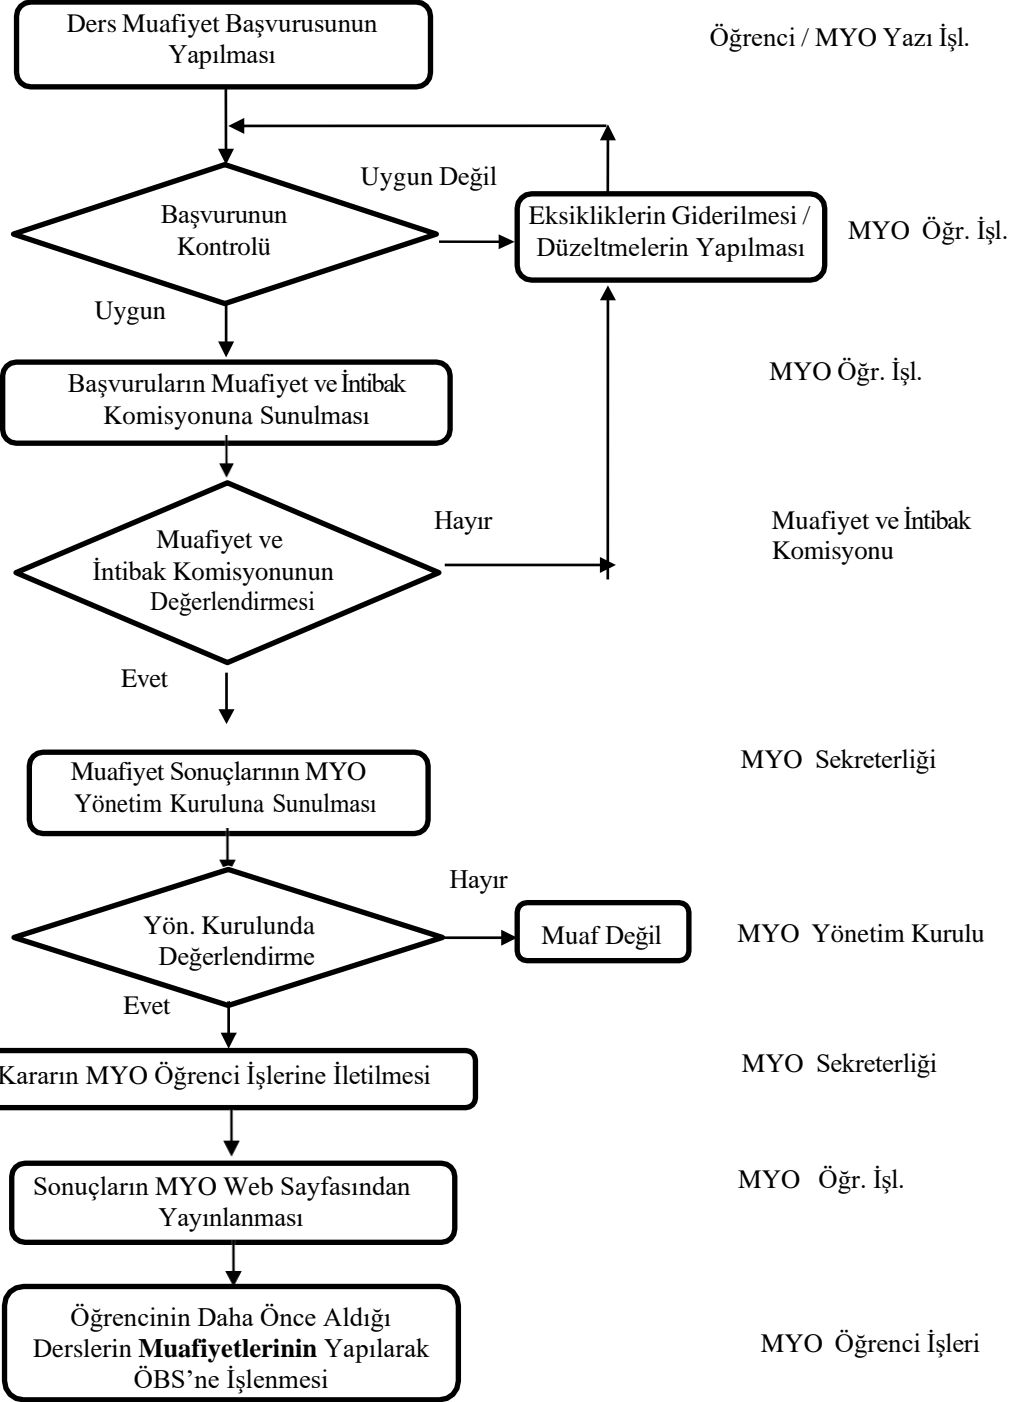 Ders Muafiyet Başvurusunun
Yapılması
Öğrenci / MYO Yazı İşl.
Uygun Değil
Başvurunun
Kontrolü
Eksikliklerin Giderilmesi /
Düzeltmelerin Yapılması
MYO Öğr. İşl.
Uygun
Başvuruların Muafiyet ve İntibak
Komisyonuna Sunulması
MYO Öğr. İşl.
Hayır
Muafiyet ve
İntibak Komisyonunun
Değerlendirmesi
Muafiyet ve İntibak
Komisyonu
Evet
Muafiyet Sonuçlarının MYO
Yönetim Kuruluna Sunulması
MYO Sekreterliği
Hayır
Yön. Kurulunda
Değerlendirme
Muaf Değil
MYO Yönetim Kurulu
Evet
Kararın MYO Öğrenci İşlerine İletilmesi
MYO Sekreterliği
Sonuçların MYO Web Sayfasından
Yayınlanması
MYO Öğr. İşl.
Öğrencinin Daha Önce Aldığı
Derslerin Muafiyetlerinin Yapılarak
ÖBS’ne İşlenmesi
MYO Öğrenci İşleri